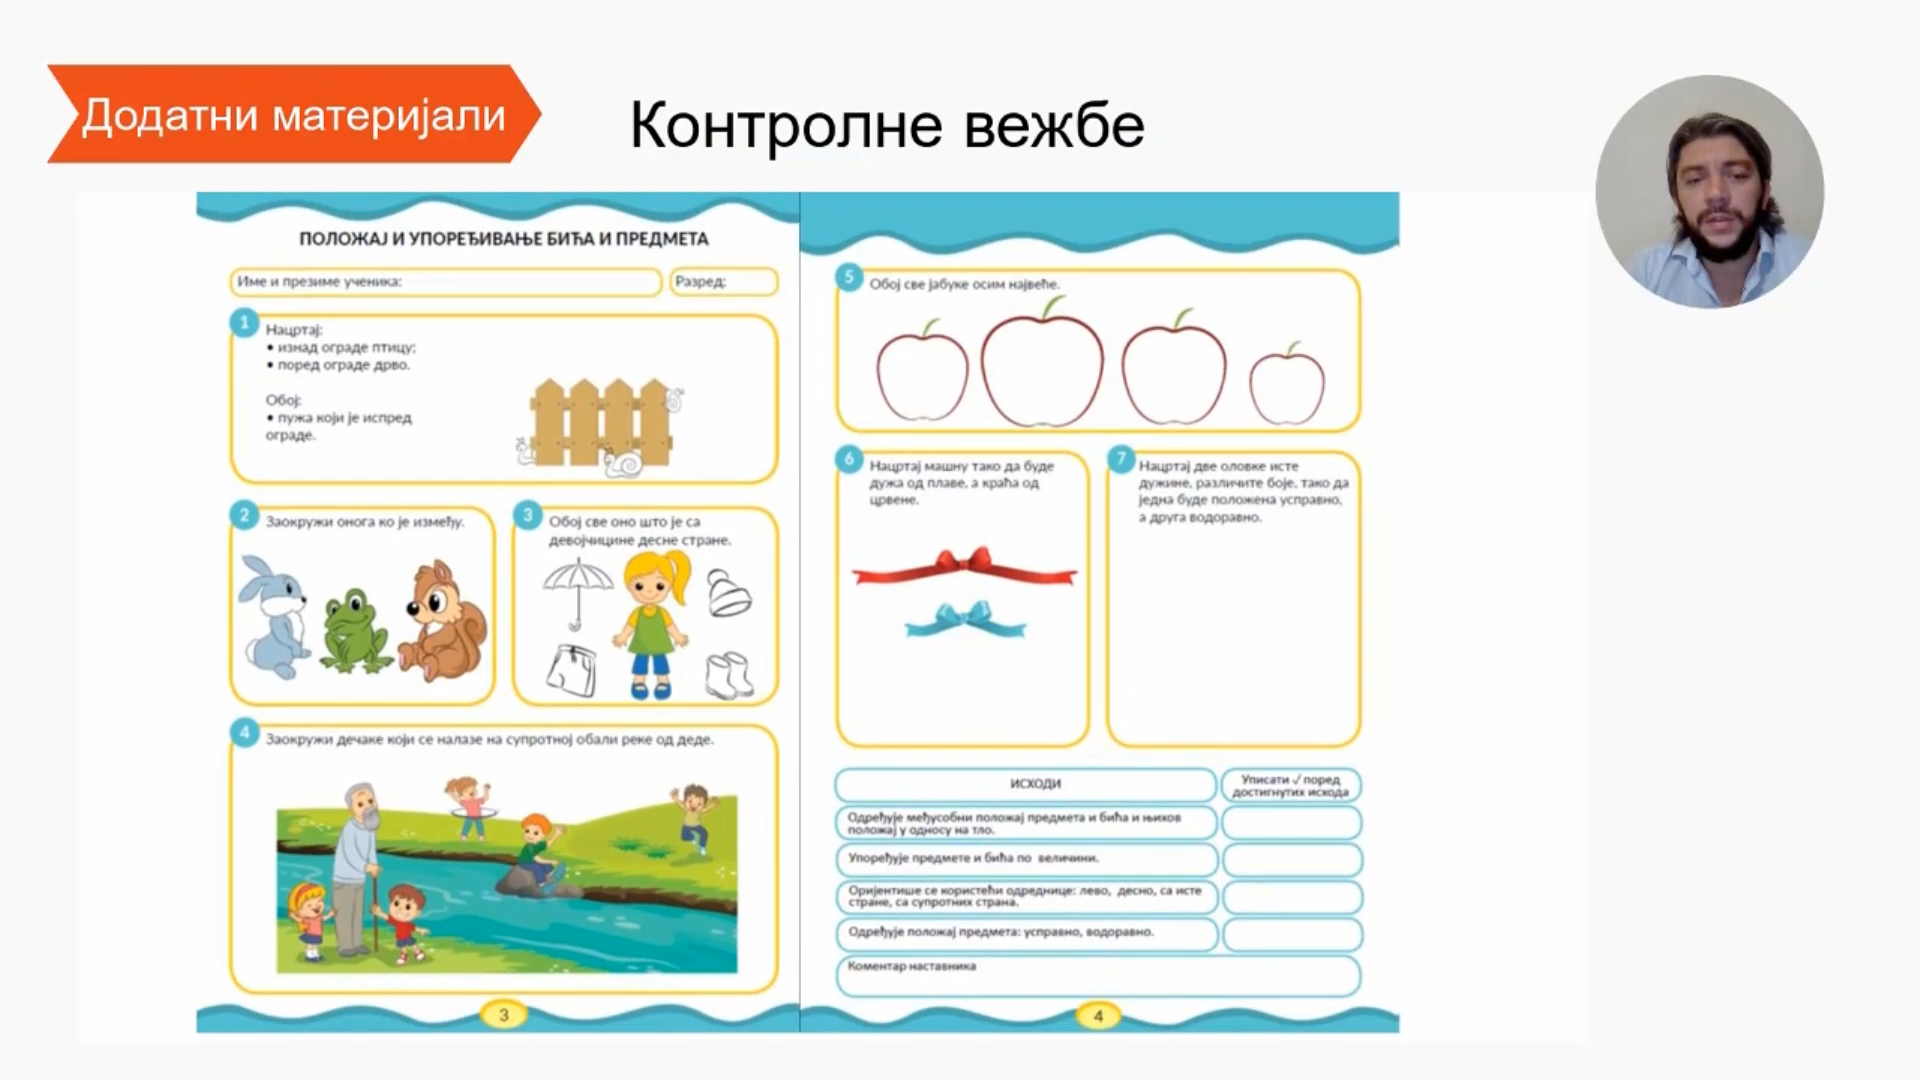 Додатни материјали
Контролне вежбе
ПОЛОЖАЈ И УПОРЕЂИВАЊЕ БИЋА И ПРЕДМЕТА
Име и презиме ученика:
Разред:
1
Нацртај:
• изнад ограде птицу;
• поред ограде дрво.
Обој:
• пужа који је испред
ограде.
2
Заокружи онога ко је између.
3
Обој све оно што је са
девојчицине десне стране.
4
Заокружи дечаке који се налазе на супротној обали реке од деде.
3
5
Обој све јабуке осим највеће.
6
Нацртај машну тако да буде
дужа од плаве, а краћа од
црвене.
7
Нацртај две оловке исте
дужине, различите боје, тако да
једна буде положена усправно,
а друга водоравно.
ИСХОДИ
Уписати √ поред
достигнутих исхода
Одређује међусобни положај предмета и бића и њихов
положај у односу на тло.
Упоређује предмете и бића по величини.
Оријентише се користећи одреднице: лево, десно, са исте
стране, са супротних страна.
Одређује положај предмета: усправно, водоравно.
Коментар наставника
4